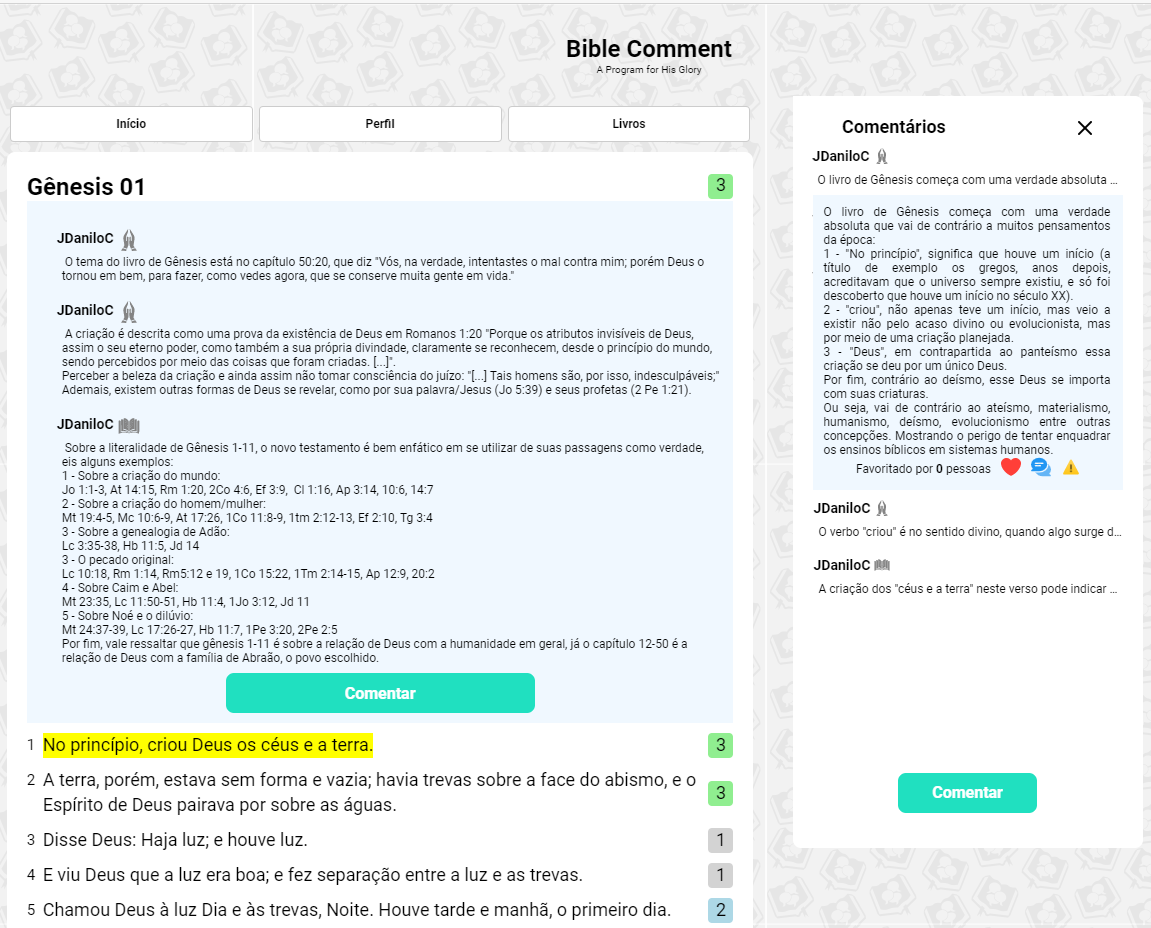 Bible Comment
A Program for His Glory
Início
Perfil
Livros
Gênesis 01
3
JDaniloC
O tema do livro de Gênesis está no capítulo 50:20, que diz "Vós, na verdade, intentastes o mal contra mim; porém Deus o
tornou em bem, para fazer, como vedes agora, que se conserve muita gente em vida."
JDaniloC
A criação é descrita como uma prova da existência de Deus em Romanos 1:20 "Porque os atributos invisíveis de Deus,
assim o seu eterno poder, como também a sua própria divindade, claramente se reconhecem, desde o princípio do mundo,
sendo percebidos por meio das coisas que foram criadas. [...]".
Perceber a beleza da criação e ainda assim não tomar consciência do juízo: "[...] Tais homens são, por isso, indesculpáveis;"
Ademais, existem outras formas de Deus se revelar, como por sua palavra/Jesus (Jo 5:39) e seus profetas (2 Pe 1:21).
JDaniloC
Sobre a literalidade de Gênesis 1-11, o novo testamento é bem enfático em se utilizar de suas passagens como verdade,
eis alguns exemplos:
1 - Sobre a criação do mundo:
Jo 1:1-3, At 14:15, Rm 1:20, 2Co 4:6, Ef 3:9, Cl 1:16, Ap 3:14, 10:6, 14:7
2 - Sobre a criação do homem/mulher:
Mt 19:4-5, Mc 10:6-9, At 17:26, 1Co 11:8-9, 1tm 2:12-13, Ef 2:10, Tg 3:4
3 - Sobre a genealogia de Adão:
Lc 3:35-38, Hb 11:5, Jd 14
3 - O pecado original:
Lc 10:18, Rm 1:14, Rm5:12 e 19, 1Co 15:22, 1Tm 2:14-15, Ap 12:9, 20:2
4 - Sobre Caim e Abel:
Mt 23:35, Lc 11:50-51, Hb 11:4, 1Jo 3:12, Jd 11
5 - Sobre Noé e o dilúvio:
Mt 24:37-39, Lc 17:26-27, Hb 11:7, 1Pe 3:20, 2Pe 2:5
Por fim, vale ressaltar que gênesis 1-11 é sobre a relação de Deus com a humanidade em geral, já o capítulo 12-50 é a
relação de Deus com a família de Abraão, o povo escolhido.
Comentar
1 No princípio, criou Deus os céus e a terra. 3
2 A terra, porém, estava sem forma e vazia; havia trevas sobre a face do abismo, e o
Espírito de Deus pairava por sobre as águas. 3
3 Disse Deus: Haja luz; e houve luz. 1
4 E viu Deus que a luz era boa; e fez separação entre a luz e as trevas. 1
5 Chamou Deus à luz Dia e às trevas, Noite. Houve tarde e manhã, o primeiro dia. 2
Comentários
JDaniloC
O livro de Gênesis começa com uma verdade absoluta ...
O livro de Gênesis começa com uma verdade
absoluta que vai de contrário a muitos pensamentos
da época:
1 - "No princípio", significa que houve um início (a
título de exemplo os gregos, anos depois,
acreditavam que o universo sempre existiu, e só foi
descoberto que houve um início no século XX).
2 - "criou", não apenas teve um início, mas veio a
existir não pelo acaso divino ou evolucionista, mas
por meio de uma criação planejada.
3 - "Deus", em contrapartida ao panteísmo essa
criação se deu por um único Deus.
Por fim, contrário ao deísmo, esse Deus se importa
com suas criaturas.
Ou seja, vai de contrário ao ateísmo, materialismo,
humanismo, deísmo, evolucionismo entre outras
concepções. Mostrando o perigo de tentar enquadrar
os ensinos bíblicos em sistemas humanos.
Favoritado por 0 pessoas
JDaniloC
O verbo "criou" é no sentido divino, quando algo surge d...
JDaniloC
A criação dos "céus e a terra" neste verso pode indicar ...
Comentar